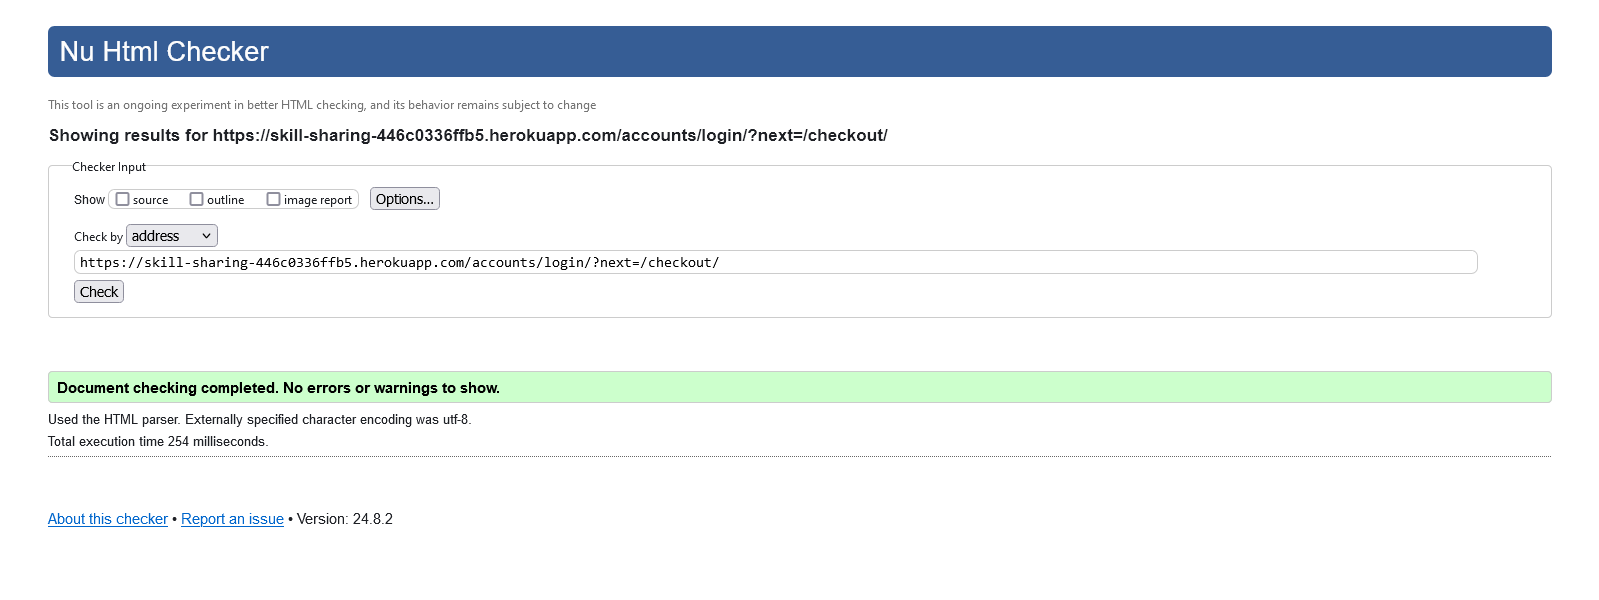 Nu Html Checker
This tool is an ongoing experiment in better HTML checking, and its behavior remains subject to change
Showing results for https://skill-sharing-446c0336ffb5.herokuapp.com/accounts/login/?next=/checkout/
Checker Input
Show source outline image report Options...
Check by address
https://skill-sharing-446c0336ffb5.herokuapp.com/accounts/login/?next=/checkout/
Check
Document checking completed. No errors or warnings to show.
Used the HTML parser. Externally specified character encoding was utf-8.
Total execution time 254 milliseconds.
About this checker • Report an issue • Version: 24.8.2